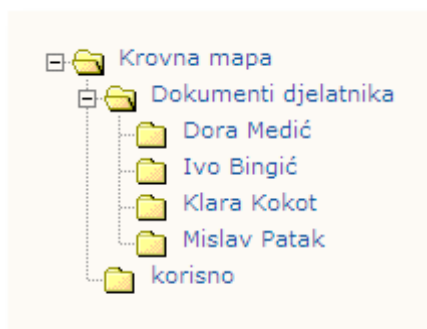 Krovna mapa
Dokumenti djelatnika
Dora Medić
Ivo Bingić
Klara Kokot
Mislav Patak
korisno